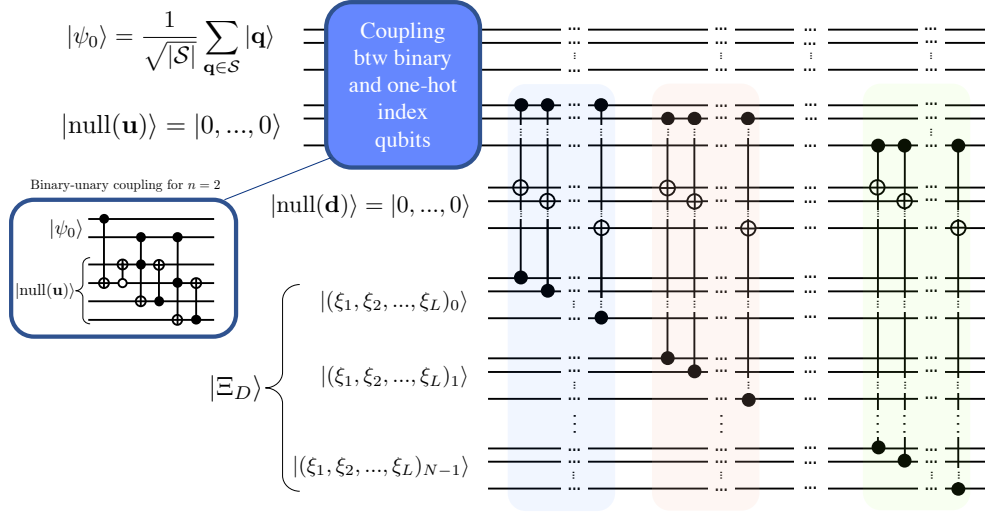 |ψ₀⟩ = 1/√|𝒮| ∑_{𝐪∈𝒮} |𝐪⟩
Coupling
btw binary
and one-hot
index
qubits
|null(𝐮)⟩ = |0, ..., 0⟩
Binary-unary coupling for n = 2
|ψ₀⟩
|null(𝐮)⟩
|null(𝐝)⟩ = |0, ..., 0⟩
|(ξ₁, ξ₂, ..., ξ_L)₀⟩
|(ξ₁, ξ₂, ..., ξ_L)₁⟩
|Ξ_D⟩
|(ξ₁, ξ₂, ..., ξ_L)_{N−1}⟩